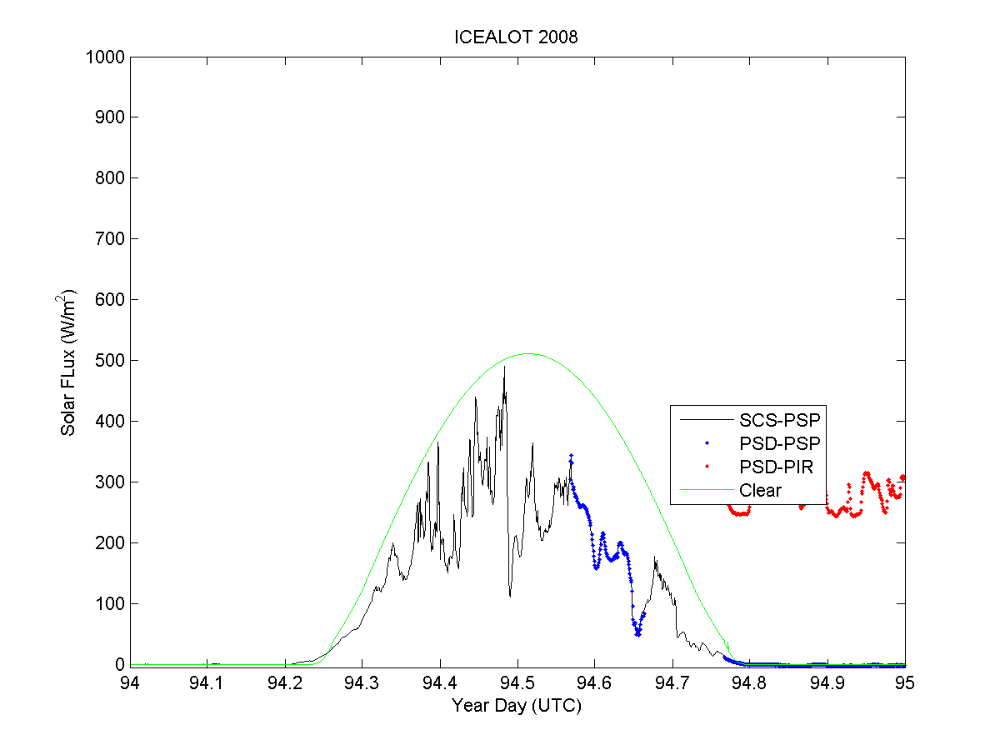 ICEALOT 2008
1000
900
800
700
600
500
400
300
200
100
0
Solar FLux (W/m²)
SCS-PSP
PSD-PSP
PSD-PIR
Clear
94 94.1 94.2 94.3 94.4 94.5 94.6 94.7 94.8 94.9 95
Year Day (UTC)